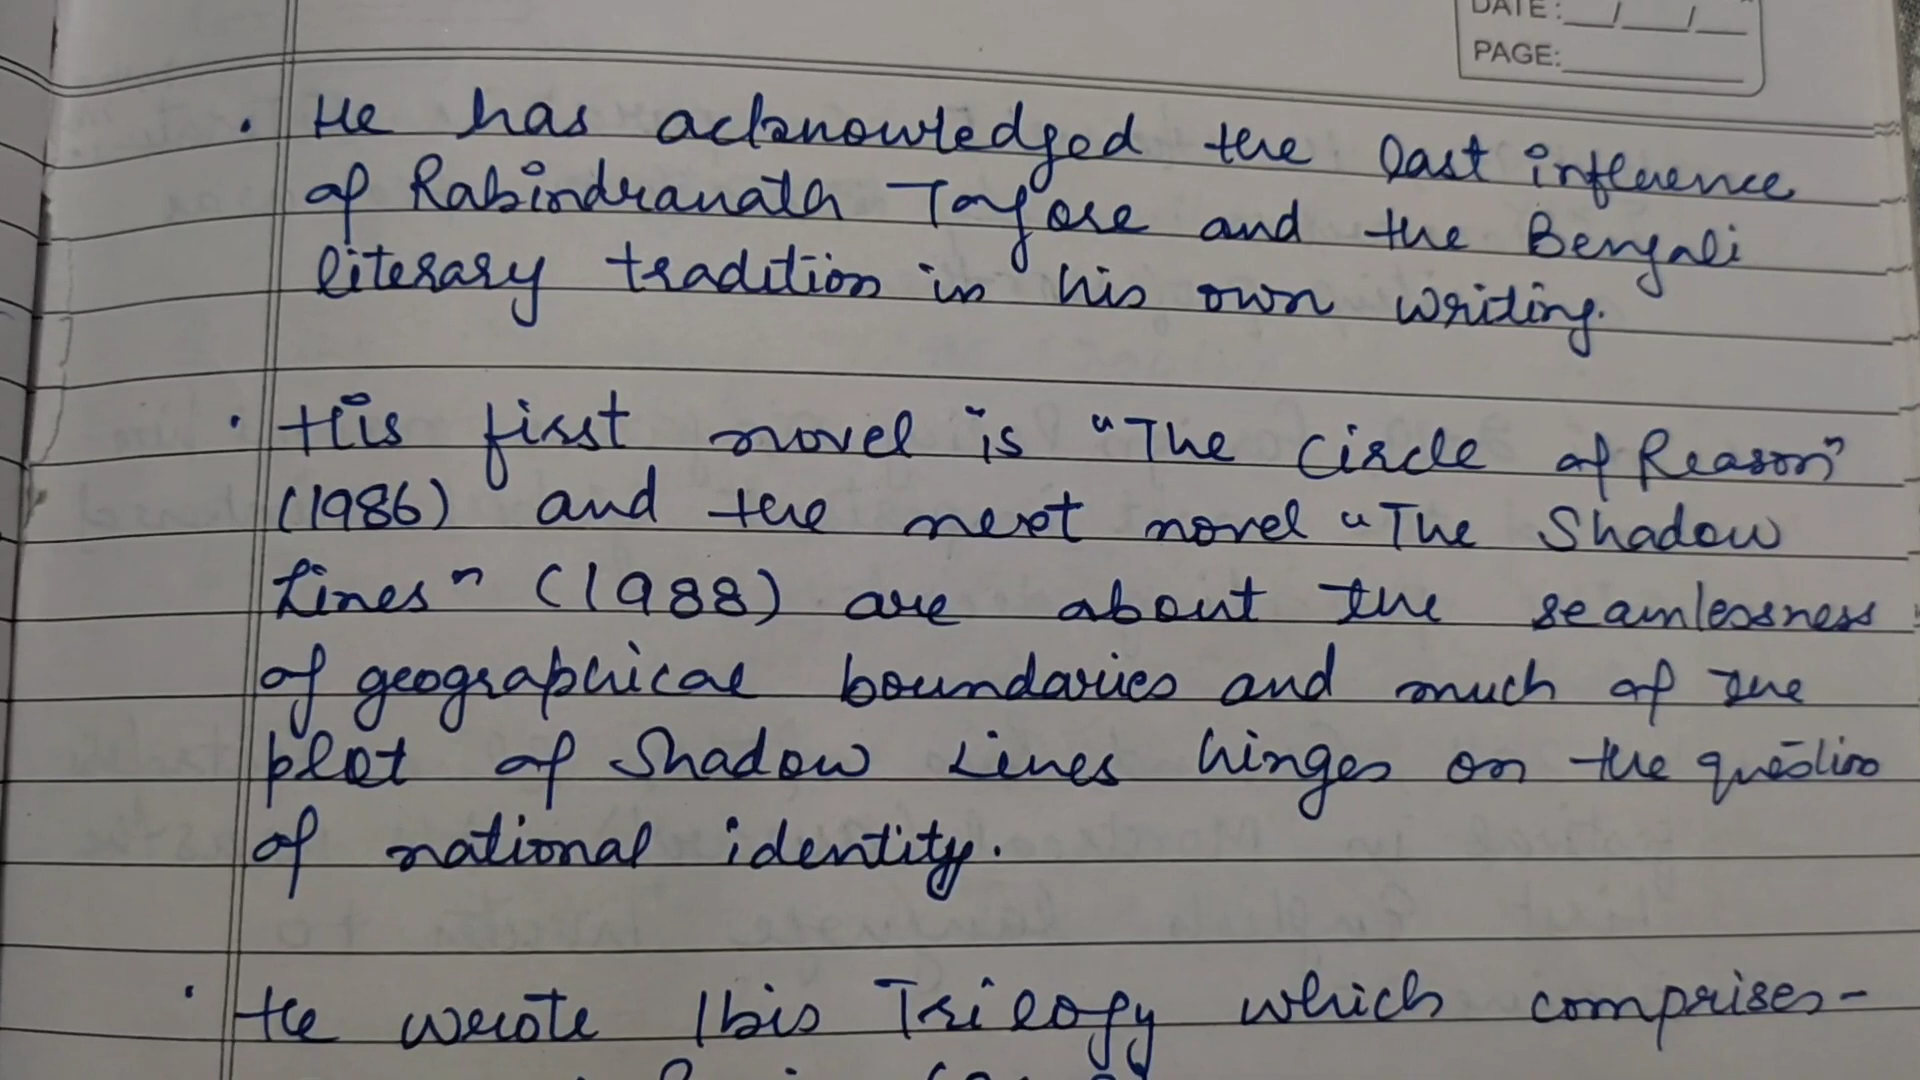 DATE: __/__/__
PAGE:
• He has acknowledged the last influence
of Rabindranath Tagore and the Bengali
literary tradition in his own writing.
• His first novel is "The Circle of Reason"
(1986) and the next novel "The Shadow
Lines" (1988) are about the seamlessness
of geographical boundaries and much of the
plot of Shadow Lines hinges on the question
of national identity.
• He wrote Ibis Trilogy which comprises-